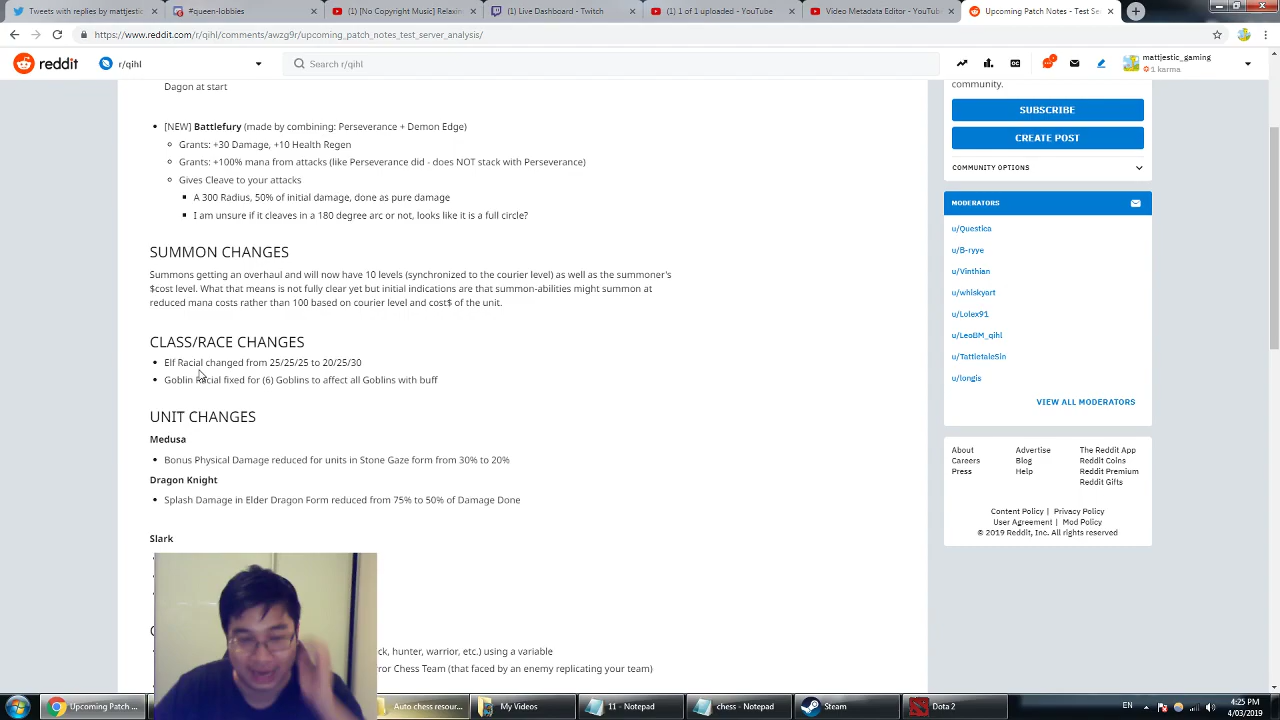 Tweets with replies by mattjesti
#queen-lobbies
(1) [No Copyright Music] Relaxin
(1) Live Dashboard - Twitch
(1) 1 of 1 uploaded - YouTube
Video Metadata Editor - YouTub
Upcoming Patch Notes - Test Ser
https://www.reddit.com/r/qihl/comments/awzg9r/upcoming_patch_notes_test_server_analysis/
reddit
r/qihl
Search r/qihl
mattjestic_gaming
1 karma
Dagon at start
[NEW] Battlefury (made by combining: Perseverance + Demon Edge)
Grants: +30 Damage, +10 Health Regen
Grants: +100% mana from attacks (like Perseverance did - does NOT stack with Perseverance)
Gives Cleave to your attacks
A 300 Radius, 50% of initial damage, done as pure damage
I am unsure if it cleaves in a 180 degree arc or not, looks like it is a full circle?
SUMMON CHANGES
Summons getting an overhaul and will now have 10 levels (synchronized to the courier level) as well as the summoner's
$cost level. What that means is not fully clear yet but initial indications are that summon-abilities might summon at
reduced mana costs rather than 100 based on courier level and cost$ of the unit.
CLASS/RACE CHANGES
Elf Racial changed from 25/25/25 to 20/25/30
Goblin Racial fixed for (6) Goblins to affect all Goblins with buff
UNIT CHANGES
Medusa
Bonus Physical Damage reduced for units in Stone Gaze form from 30% to 20%
Dragon Knight
Splash Damage in Elder Dragon Form reduced from 75% to 50% of Damage Done
Slark
ck, hunter, warrior, etc.) using a variable
rror Chess Team (that faced by an enemy replicating your team)
community.
SUBSCRIBE
CREATE POST
COMMUNITY OPTIONS
MODERATORS
u/Questica
u/B-ryye
u/Vinthian
u/whiskyort
u/Lolex91
u/LeoBM_qihl
u/TattletaleSin
u/longis
VIEW ALL MODERATORS
About Advertise The Reddit App
Careers Blog Reddit Coins
Press Help Reddit Premium
Reddit Gifts
Content Policy | Privacy Policy
User Agreement | Mod Policy
© 2019 Reddit, Inc. All rights reserved
Upcoming Patch ...
Auto chess resour...
My Videos
11 - Notepad
chess - Notepad
Steam
Dota 2
EN
4:25 PM
4/03/2019